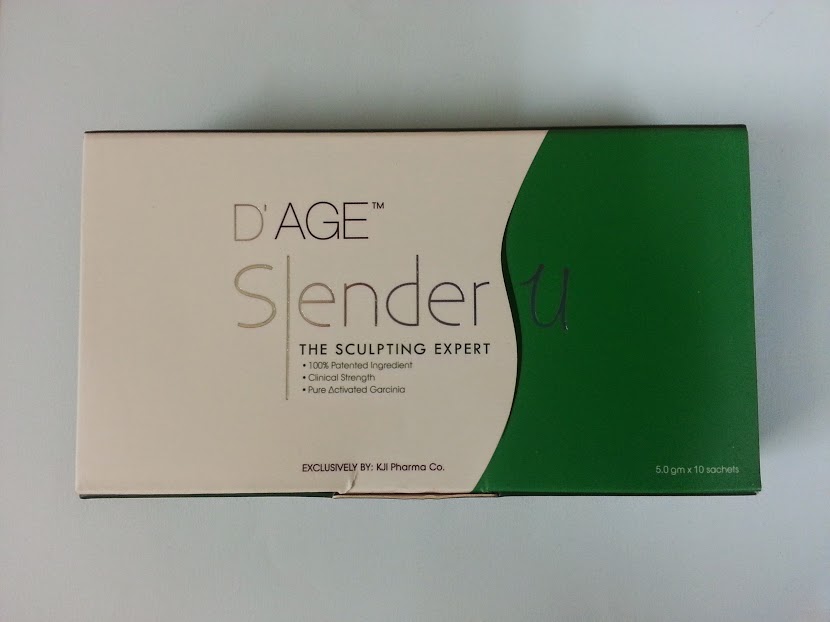 D'AGE™
Slender U
THE SCULPTING EXPERT
• 100% Patented Ingredient
• Clinical Strength
• Pure Activated Garcinia
EXCLUSIVELY BY: KJI Pharma Co.
5.0 gm x 10 sachets